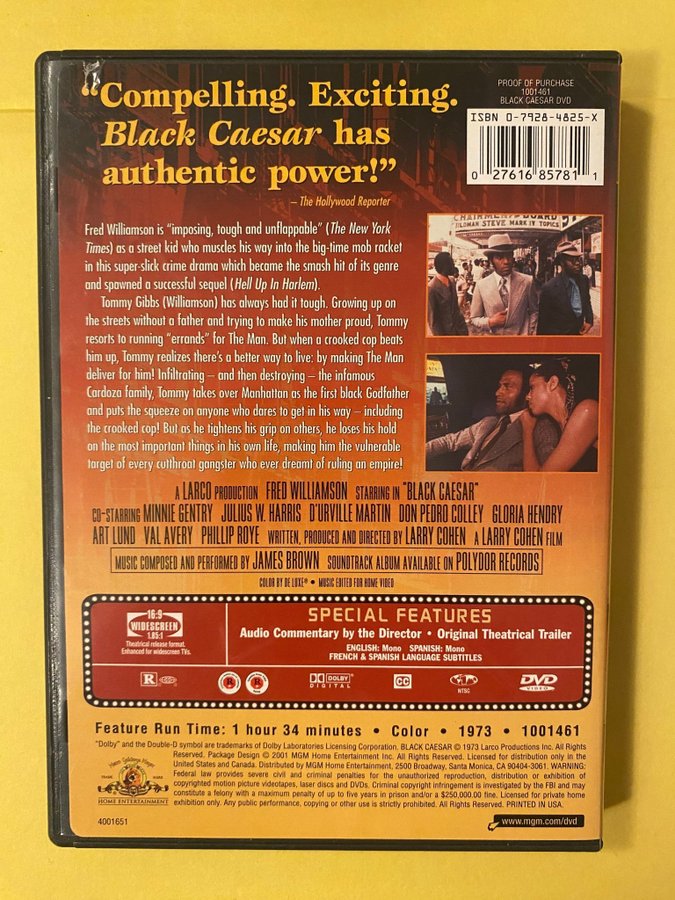 PROOF OF PURCHASE
1001461
BLACK CAESAR DVD
ISBN 0-7928-4825-X
0 27616 85781 1
“Compelling. Exciting.
Black Caesar has
authentic power!”
– The Hollywood Reporter
Fred Williamson is “imposing, tough and unflappable” (The New York
Times) as a street kid who muscles his way into the big-time mob racket
in this super-slick crime drama which became the smash hit of its genre
and spawned a successful sequel (Hell Up In Harlem).
Tommy Gibbs (Williamson) has always had it tough. Growing up on
the streets without a father and trying to make his mother proud, Tommy
resorts to running “errands” for The Man. But when a crooked cop beats
him up, Tommy realizes there’s a better way to live: by making The Man
deliver for him! Infiltrating – and then destroying – the infamous
Cardoza family, Tommy takes over Manhattan as the first black Godfather
and puts the squeeze on anyone who dares to get in his way – including
the crooked cop! But as he tightens his grip on others, he loses his hold
on the most important things in his own life, making him the vulnerable
target of every cutthroat gangster who ever dreamt of ruling an empire!
CHAIRMEN BOARD
STEVE MARK IV TOPICS
A LARCO PRODUCTION FRED WILLIAMSON STARRING IN "BLACK CAESAR"
CO-STARRING MINNIE GENTRY JULIUS W. HARRIS D'URVILLE MARTIN DON PEDRO COLLEY GLORIA HENDRY
ART LUND VAL AVERY PHILLIP ROYE WRITTEN, PRODUCED AND DIRECTED BY LARRY COHEN A LARRY COHEN FILM
MUSIC COMPOSED AND PERFORMED BY JAMES BROWN SOUNDTRACK ALBUM AVAILABLE ON POLYDOR RECORDS
COLOR BY DE LUXE® • MUSIC EDITED FOR HOME VIDEO
16:9
WIDESCREEN
1.85:1
Theatrical release format.
Enhanced for widescreen TVs.
SPECIAL FEATURES
Audio Commentary by the Director • Original Theatrical Trailer
ENGLISH: Mono SPANISH: Mono
FRENCH & SPANISH LANGUAGE SUBTITLES
R
R
DOLBY
DIGITAL
CC
NTSC
DVD
VIDEO
Feature Run Time: 1 hour 34 minutes • Color • 1973 • 1001461
"Dolby" and the Double-D symbol are trademarks of Dolby Laboratories Licensing Corporation. BLACK CAESAR © 1973 Larco Productions Inc. All Rights
Reserved. Package Design © 2001 MGM Home Entertainment Inc. All Rights Reserved. Licensed for distribution only in the
United States and Canada. Distributed by MGM Home Entertainment, 2500 Broadway, Santa Monica, CA 90404-3061. WARNING:
Federal law provides severe civil and criminal penalties for the unauthorized reproduction, distribution or exhibition of
copyrighted motion picture videotapes, laser discs and DVDs. Criminal copyright infringement is investigated by the FBI and may
constitute a felony with a maximum penalty of up to five years in prison and/or a $250,000.00 fine. Licensed for private home
exhibition only. Any public performance, copying or other use is strictly prohibited. All Rights Reserved. PRINTED IN USA.
TRADE MARK
HOME ENTERTAINMENT
4001651
www.mgm.com/dvd